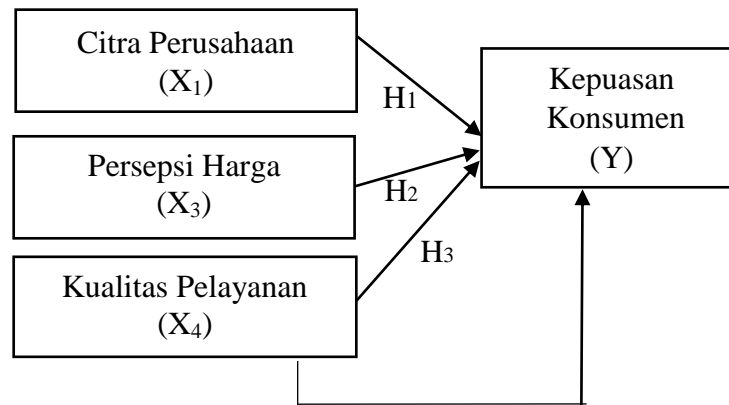 Citra Perusahaan
(X₁)
Kepuasan
Konsumen
(Y)
H1
Persepsi Harga
(X₃)
H2
H3
Kualitas Pelayanan
(X₄)